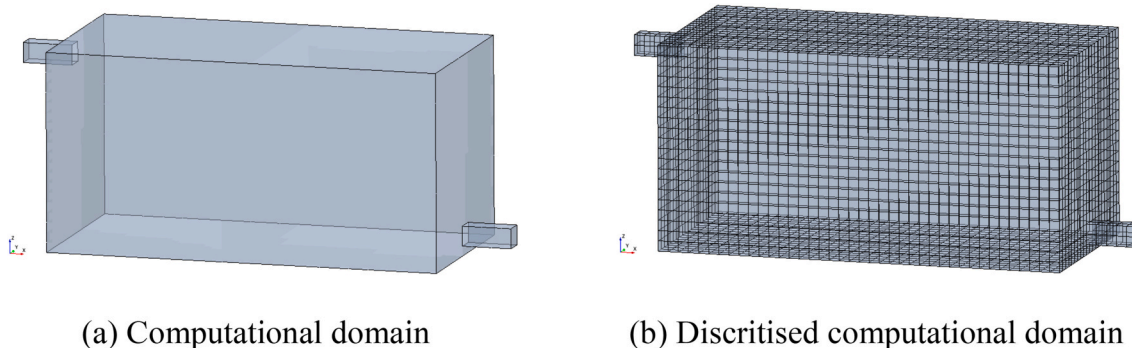 Z
Y
X
Z
Y
X
(a) Computational domain
(b) Discritised computational domain